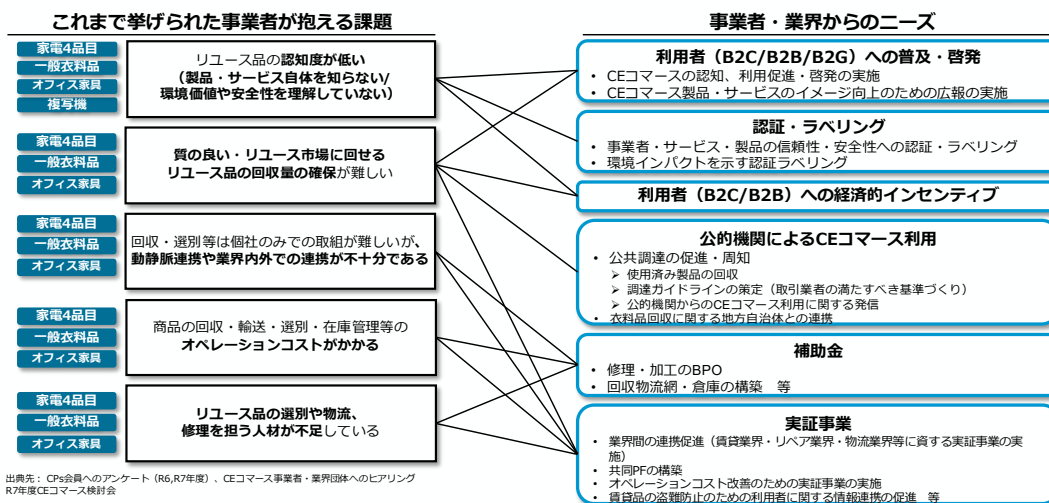 これまで挙げられた事業者が抱える課題
家電4品目
一般衣料品
オフィス家具
複写機
リユース品の認知度が低い
（製品・サービス自体を知らない/
環境価値や安全性を理解していない）
家電4品目
一般衣料品
オフィス家具
質の良い・リユース市場に回せる
リユース品の回収量の確保が難しい
家電4品目
一般衣料品
オフィス家具
回収・選別等は個社のみでの取組が難しいが、
動静脈連携や業界内外での連携が不十分である
家電4品目
一般衣料品
オフィス家具
商品の回収・輸送・選別・在庫管理等の
オペレーションコストがかかる
家電4品目
一般衣料品
オフィス家具
リユース品の選別や物流、
修理を担う人材が不足している
事業者・業界からのニーズ
利用者（B2C/B2B/B2G）への普及・啓発
• CEコマースの認知、利用促進・啓発の実施
• CEコマース製品・サービスのイメージ向上のための広報の実施
認証・ラベリング
• 事業者・サービス・製品の信頼性・安全性への認証・ラベリング
• 環境インパクトを示す認証ラベリング
利用者（B2C/B2B）への経済的インセンティブ
公的機関によるCEコマース利用
• 公共調達の促進・周知
➢ 使用済み製品の回収
➢ 調達ガイドラインの策定（取引業者の満たすべき基準づくり）
➢ 公的機関からのCEコマース利用に関する発信
• 衣料品回収に関する地方自治体との連携
補助金
• 修理・加工のBPO
• 回収物流網・倉庫の構築　等
実証事業
• 業界間の連携促進（賃貸業界・リペア業界・物流業界等に資する実証事業の実
施）
• 共同PFの構築
• オペレーションコスト改善のための実証事業の実施
• 賃貸品の盗難防止のための利用者に関する情報連携の促進　等
出典先： CPs会員へのアンケート（R6,R7年度）、CEコマース事業者・業界団体へのヒアリング
R7年度CEコマース検討会